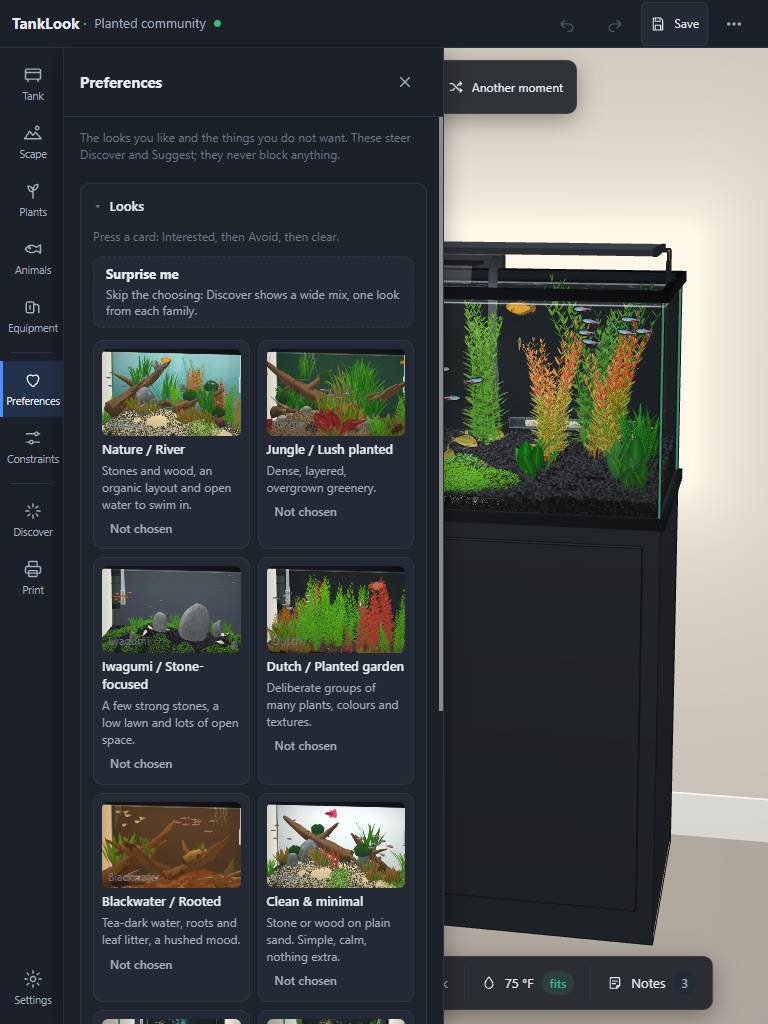 TankLook · Planted community
Save
Tank
Scape
Plants
Animals
Equipment
Preferences
Constraints
Discover
Print
Settings
Preferences
The looks you like and the things you do not want. These steer
Discover and Suggest; they never block anything.
Looks
Press a card: Interested, then Avoid, then clear.
Surprise me
Skip the choosing: Discover shows a wide mix, one look
from each family.
Nature / River
Stones and wood, an
organic layout and open
water to swim in.
Not chosen
Jungle / Lush planted
Dense, layered,
overgrown greenery.
Not chosen
Iwagumi
Iwagumi / Stone-
focused
A few strong stones, a
low lawn and lots of open
space.
Not chosen
Dutch
Dutch / Planted garden
Deliberate groups of
many plants, colours and
textures.
Not chosen
Blackwater
Blackwater / Rooted
Tea-dark water, roots and
leaf litter, a hushed mood.
Not chosen
Clean & minimal
Stone or wood on plain
sand. Simple, calm,
nothing extra.
Not chosen
Another moment
75 °F fits
Notes 3